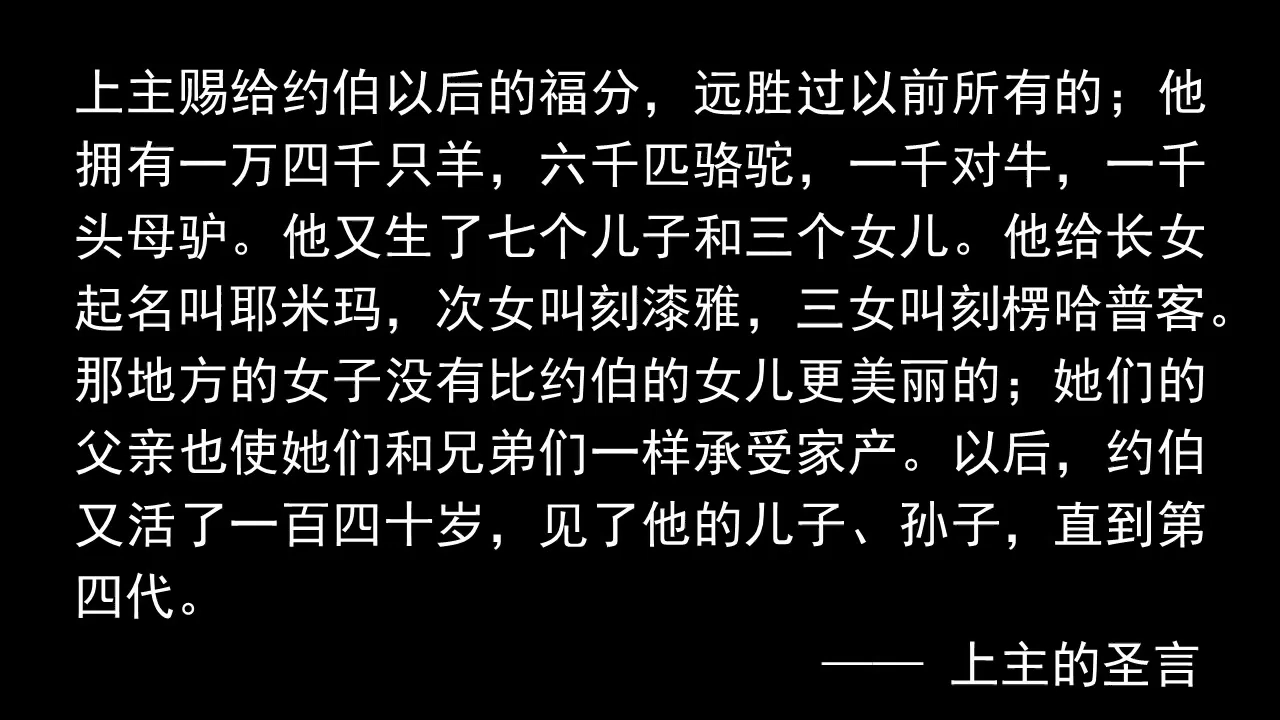 上主赐给约伯以后的福分，远胜过以前所有的；他
拥有一万四千只羊，六千匹骆驼，一千对牛，一千
头母驴。他又生了七个儿子和三个女儿。他给长女
起名叫耶米玛，次女叫刻漆雅，三女叫刻楞哈普客。
那地方的女子没有比约伯的女儿更美丽的；她们的
父亲也使她们和兄弟们一样承受家产。以后，约伯
又活了一百四十岁，见了他的儿子、孙子，直到第
四代。
—— 上主的圣言